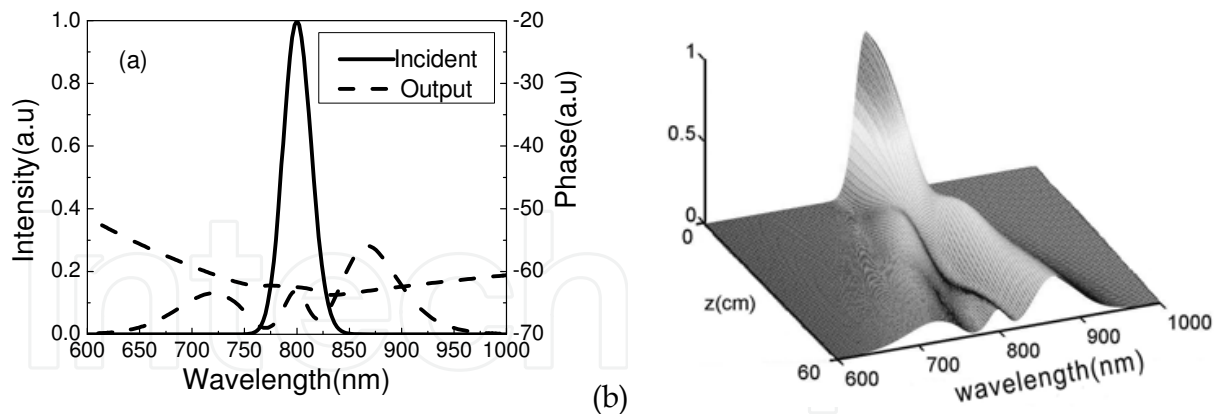 (a)
Incident
Output
Intensity(a.u)
1.0
0.8
0.6
0.4
0.2
0.0
Phase(a.u)
-20
-30
-40
-50
-60
-70
600 650 700 750 800 850 900 950 1000
Wavelength(nm)
Intech
(b)
1
0.5
0
0
z(cm)
60
600
700
800
900
1000
wavelength(nm)